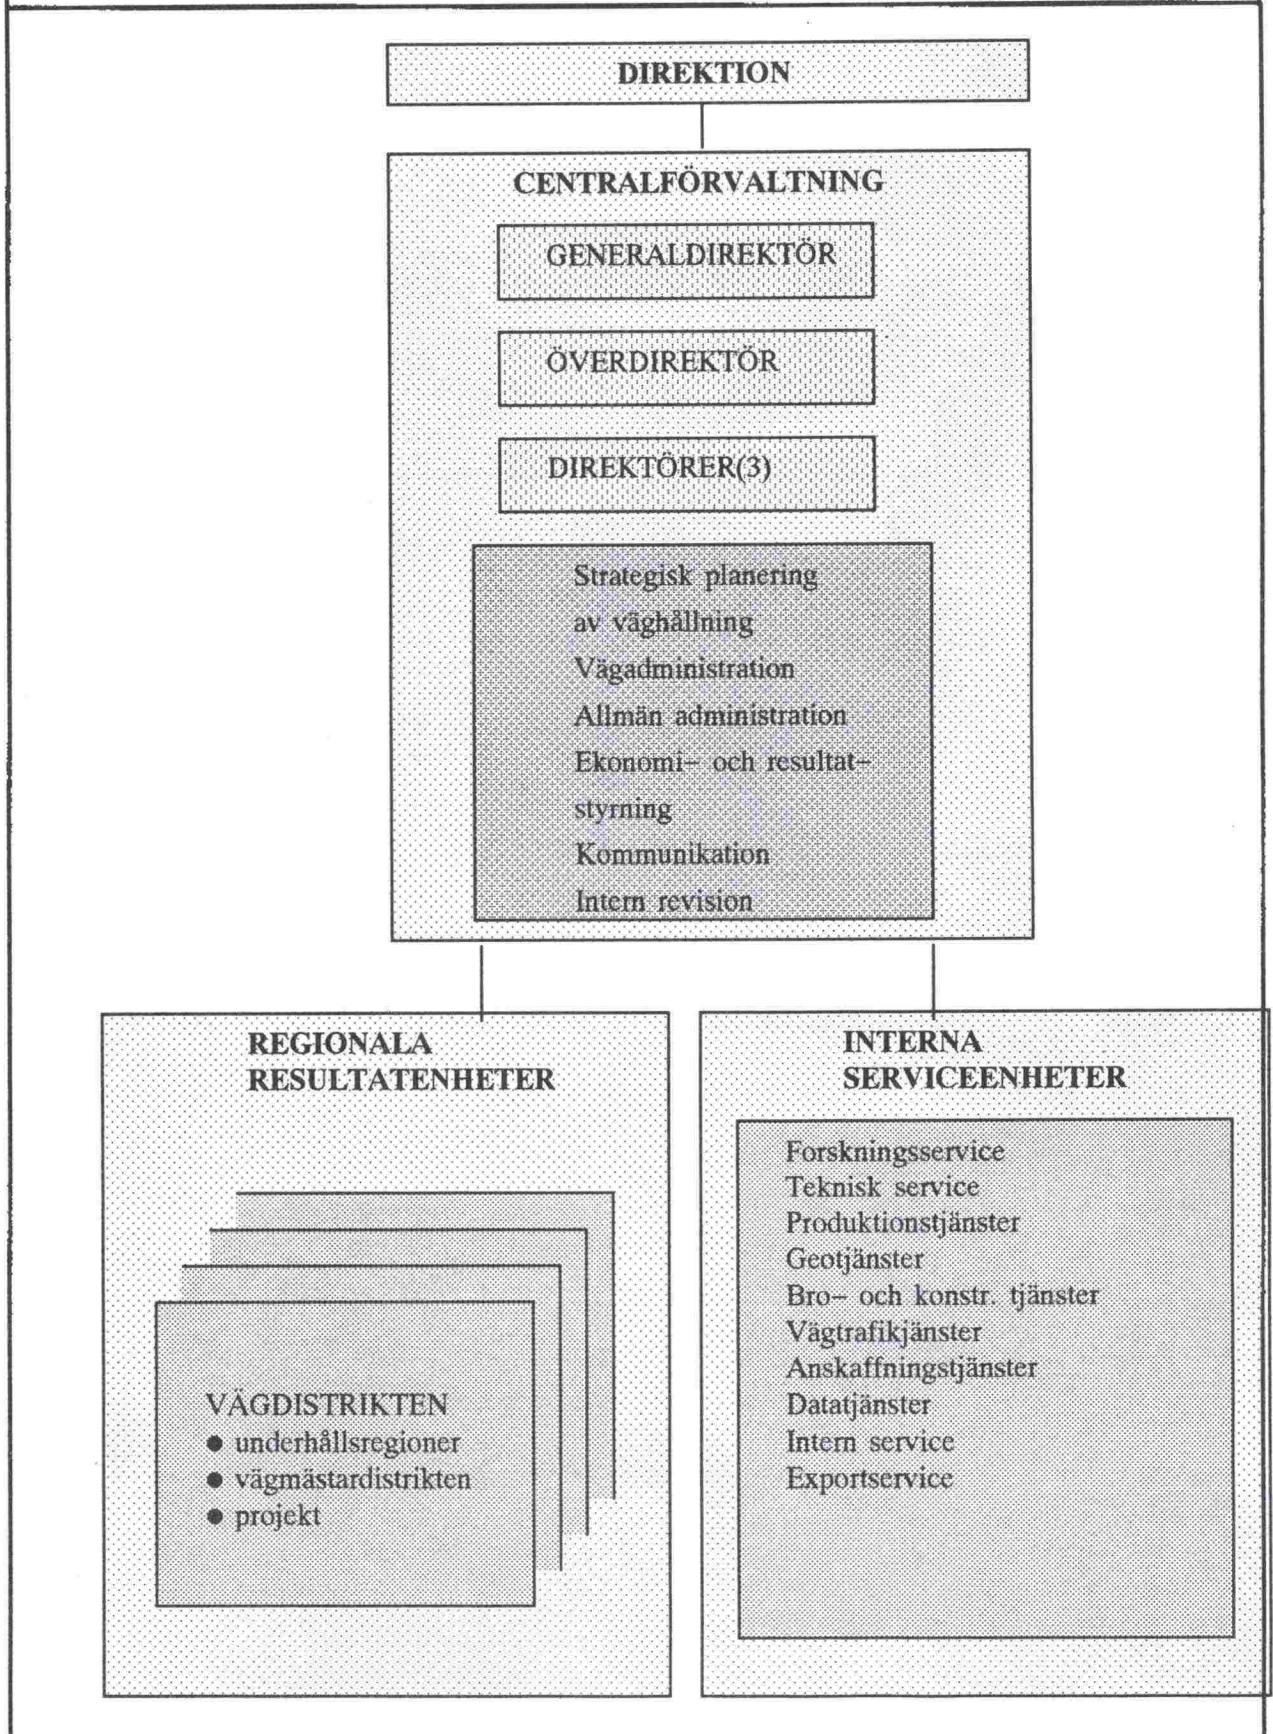 DIREKTION
CENTRALFÖRVALTNING
GENERALDIREKTÖR
ÖVERDIREKTÖR
DIREKTÖRER(3)
Strategisk planering
av väghållning
Vägadministration
Allmän administration
Ekonomi- och resultat-
styrning
Kommunikation
Intern revision
REGIONALA
RESULTATENHETER
VÄGDISTRIKTEN
● underhållsregioner
● vägmästardistrikten
● projekt
INTERNA
SERVICEENHETER
Forskningsservice
Teknisk service
Produktionstjänster
Geotjänster
Bro- och konstr. tjänster
Vägtrafikjänster
Anskaffningstjänster
Datatjänster
Intern service
Exportservice